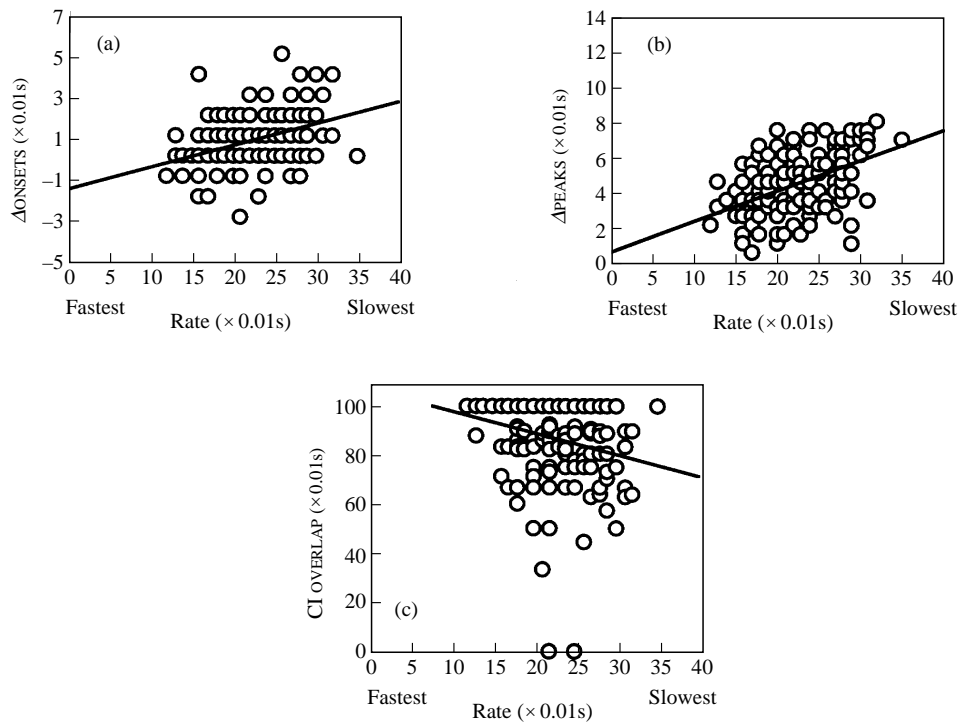 (a)
ΔONSETS (× 0.01s)
7
5
3
1
–1
–3
–5
0 5 10 15 20 25 30 35 40
Fastest Slowest
Rate (× 0.01s)
(b)
ΔPEAKS (× 0.01s)
14
12
10
8
6
4
2
0
0 5 10 15 20 25 30 35 40
Fastest Slowest
Rate (× 0.01s)
(c)
CI OVERLAP (× 0.01s)
100
80
60
40
20
0
0 5 10 15 20 25 30 35 40
Fastest Slowest
Rate (× 0.01s)